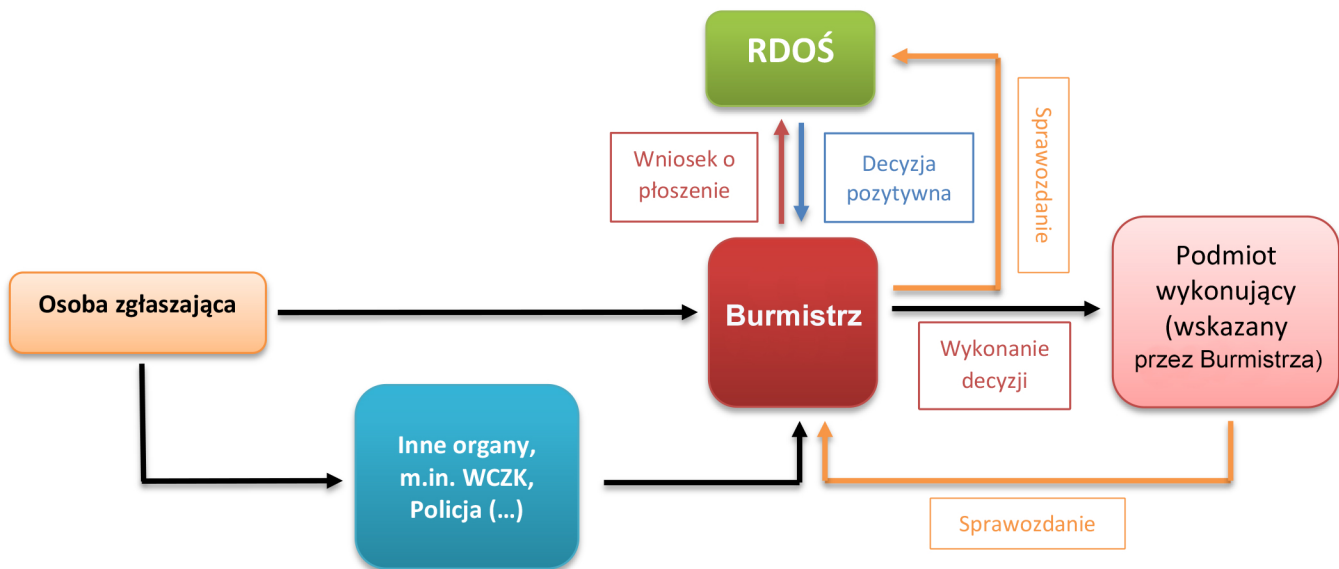 RDOŚ
Wniosek o
płoszenie
Decyzja
pozytywna
Sprawozdanie
Osoba zgłaszająca
Burmistrz
Podmiot
wykonujący
(wskazany
przez Burmistrza)
Wykonanie
decyzji
Inne organy,
m.in. WCZK,
Policja (...)
Sprawozdanie